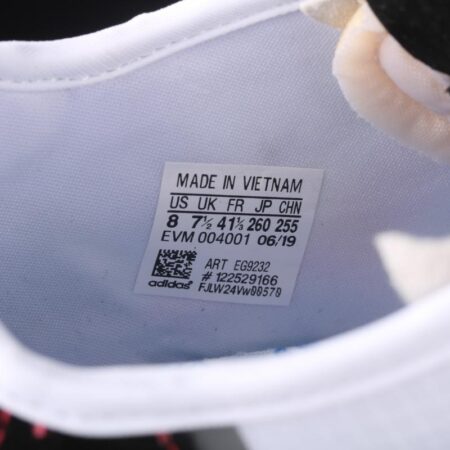 MADE IN VIETNAM
US UK FR JP CHN
8 7½ 41⅓ 260 255
EVM 004001 06/19
ART EG9232
# 122529166
adidas FJLW24Vw00570